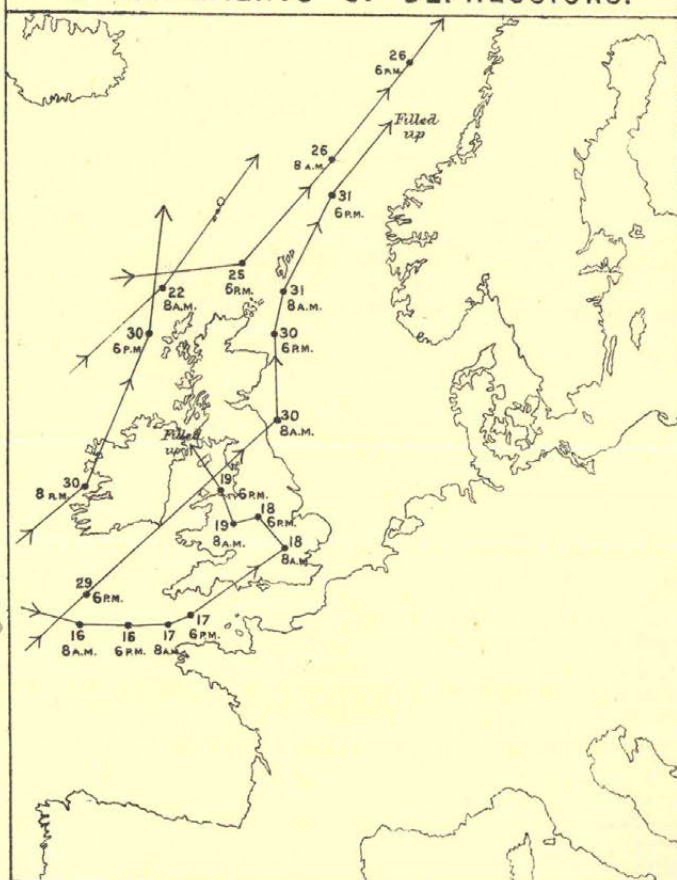 OF DEPRESSIONS.
26
6 P.M.
Filled
up
26
8 A.M.
31
6 P.M.
25
6 P.M.
22
8 A.M.
31
8 A.M.
30
6 P.M.
30
6 P.M.
30
8 A.M.
Filled
up
19
6 P.M.
30
8 P.M.
18
6 P.M.
19
8 A.M.
18
8 A.M.
29
6 P.M.
17
6 P.M.
16
8 A.M.
16
6 P.M.
17
8 A.M.